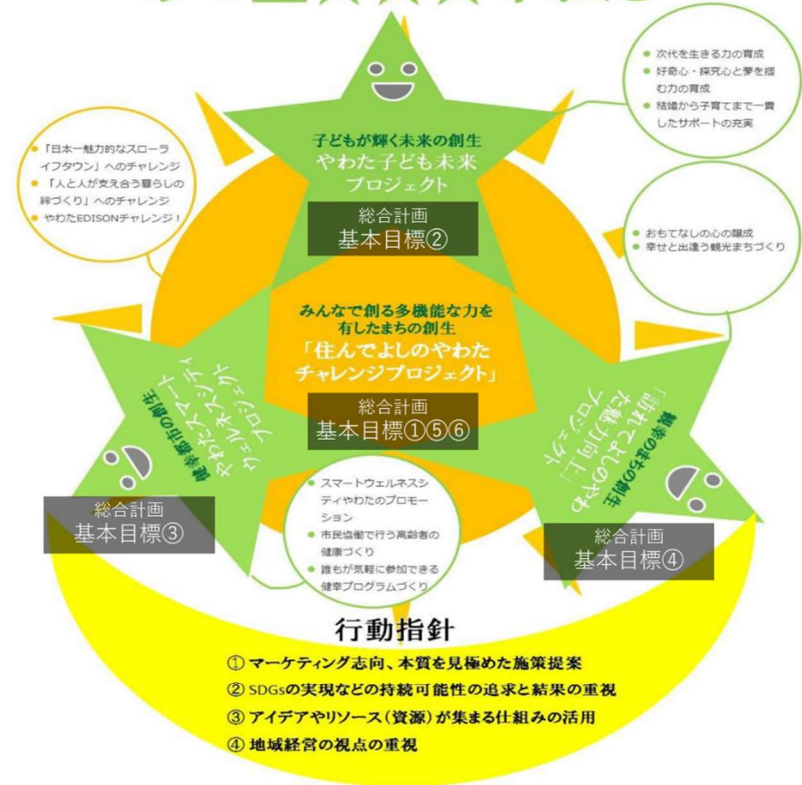 ● 次代を生きる力の育成
● 好奇心・探究心と夢を掴
む力の育成
● 結婚から子育てまで一貫
したサポートの充実
子どもが輝く未来の創生
やわた子ども未来
プロジェクト
総合計画
基本目標②
● 「日本一魅力的なスローラ
イフタウン」へのチャレンジ
● 「人と人が支え合う暮らしの
絆づくり」へのチャレンジ
● やわたEDISONチャレンジ！
● おもてなしの心の醸成
● 幸せと出逢う観光まちづくり
みんなで創る多機能な力を
有したまちの創生
「住んでよしのやわた
チャレンジプロジェクト」
総合計画
基本目標①⑤⑥
健幸都市の創生
やわたスマート
ウェルネスシティ
プロジェクト
総合計画
基本目標③
観幸のまちの創生
「訪れてよしのやわ
た魅力向上」
プロジェクト
総合計画
基本目標④
● スマートウェルネスシ
ティやわたのプロモー
ション
● 市民協働で行う高齢者の
健康づくり
● 誰もが気軽に参加できる
健幸プログラムづくり
行動指針
① マーケティング志向、本質を見極めた施策提案
② SDGsの実現などの持続可能性の追求と結果の重視
③ アイデアやリソース（資源）が集まる仕組みの活用
④ 地域経営の視点の重視